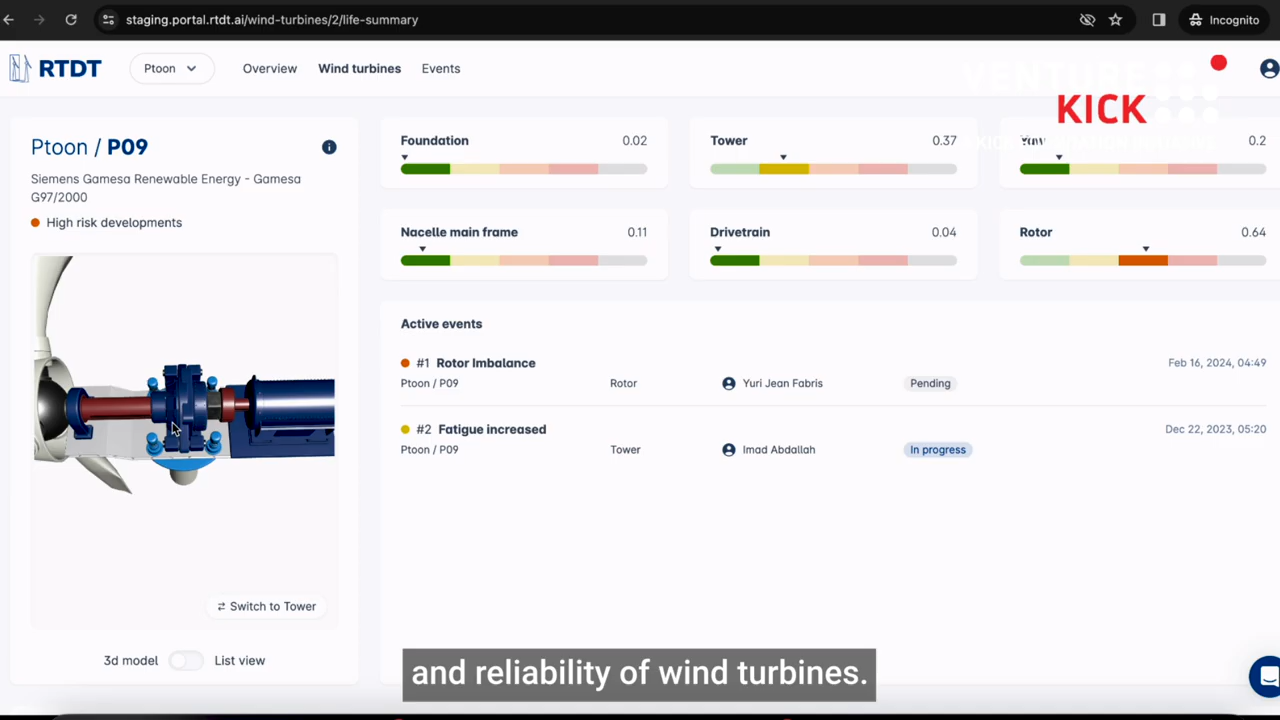 staging.portal.rtdt.ai/wind-turbines/2/life-summary
Incognito
RTDT
Ptoon
Overview
Wind turbines
Events
VENTURE
KICK
Ptoon / P09
Siemens Gamesa Renewable Energy - Gamesa
G97/2000
High risk developments
Switch to Tower
3d model
List view
Foundation 0.02
Tower 0.37
Yaw 0.2
Nacelle main frame 0.11
Drivetrain 0.04
Rotor 0.64
Active events
#1 Rotor Imbalance
Feb 16, 2024, 04:49
Ptoon / P09
Rotor
Yuri Jean Fabris
Pending
#2 Fatigue increased
Dec 22, 2023, 05:20
Ptoon / P09
Tower
Imad Abdallah
In progress
and reliability of wind turbines.